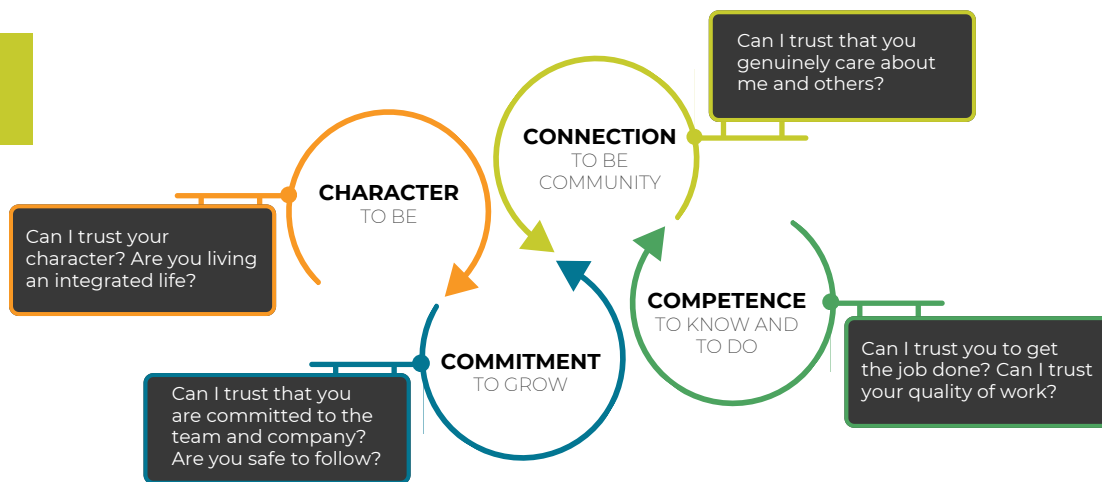 CHARACTER
TO BE
Can I trust your
character? Are you living
an integrated life?
COMMITMENT
TO GROW
Can I trust that you
are committed to the
team and company?
Are you safe to follow?
CONNECTION
TO BE
COMMUNITY
Can I trust that you
genuinely care about
me and others?
COMPETENCE
TO KNOW AND
TO DO
Can I trust you to get
the job done? Can I trust
your quality of work?